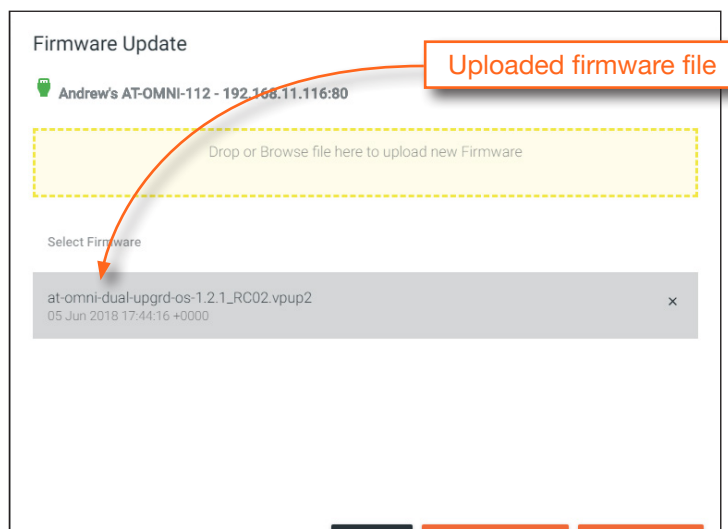 Firmware Update
Uploaded firmware file
Andrew's AT-OMNI-112 - 192.168.11.116:80
Drop or Browse file here to upload new Firmware
Select Firmware
at-omni-dual-upgrd-os-1.2.1_RC02.vpup2
×
05 Jun 2018 17:44:16 +0000